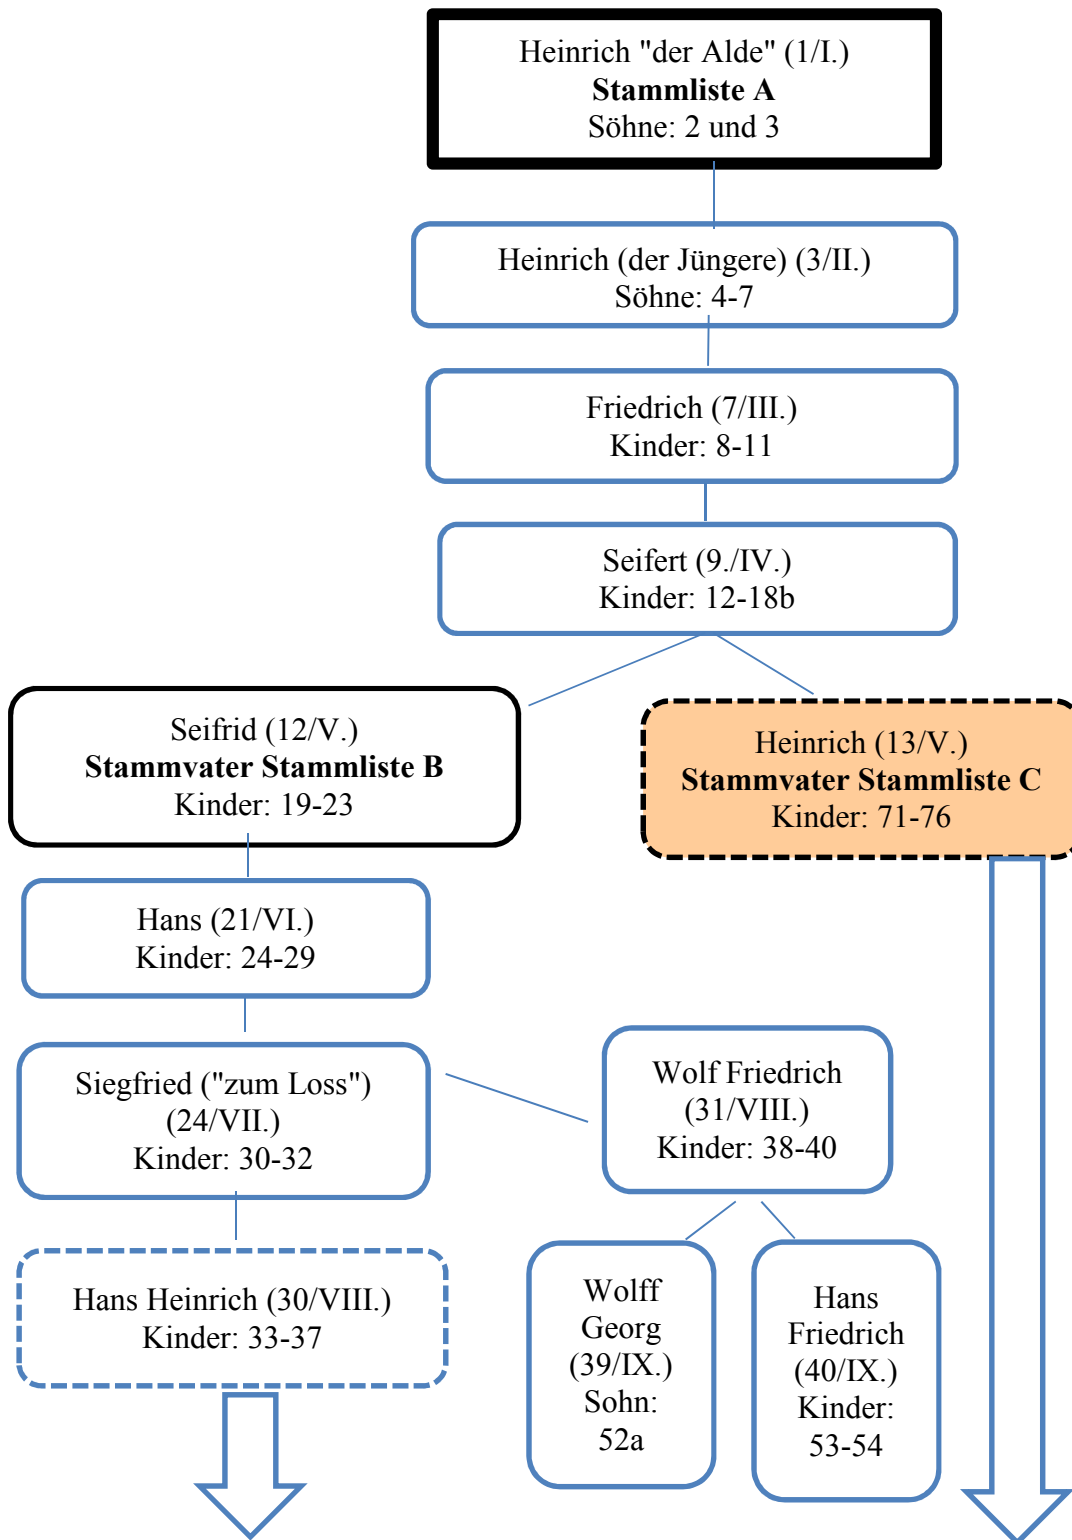 Heinrich "der Alde" (1/I.)
Stammliste A
Söhne: 2 und 3
Heinrich (der Jüngere) (3/II.)
Söhne: 4-7
Friedrich (7/III.)
Kinder: 8-11
Seifert (9./IV.)
Kinder: 12-18b
Seifrid (12/V.)
Stammvater Stammliste B
Kinder: 19-23
Heinrich (13/V.)
Stammvater Stammliste C
Kinder: 71-76
Hans (21/VI.)
Kinder: 24-29
Siegfried ("zum Loss")
(24/VII.)
Kinder: 30-32
Wolf Friedrich
(31/VIII.)
Kinder: 38-40
Hans Heinrich (30/VIII.)
Kinder: 33-37
Wolff
Georg
(39/IX.)
Sohn:
52a
Hans
Friedrich
(40/IX.)
Kinder:
53-54